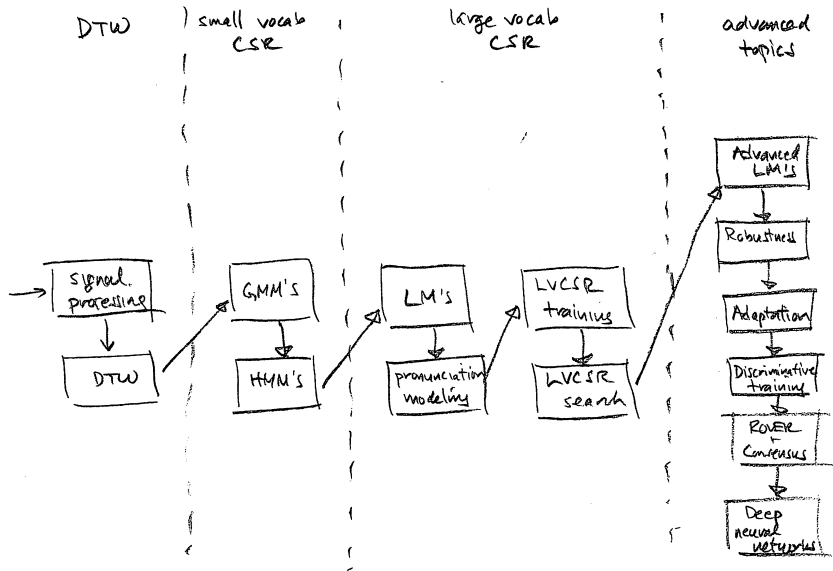 DTW
small vocab
CSR
large vocab
CSR
advanced
topics
signal
processing
DTW
GMM's
HMM's
LM's
pronunciation
modeling
LVCSR
training
LVCSR
search
Advanced
LM's
Robustness
Adaptation
Discriminative
training
ROVER
+
Consensus
Deep
neural
networks